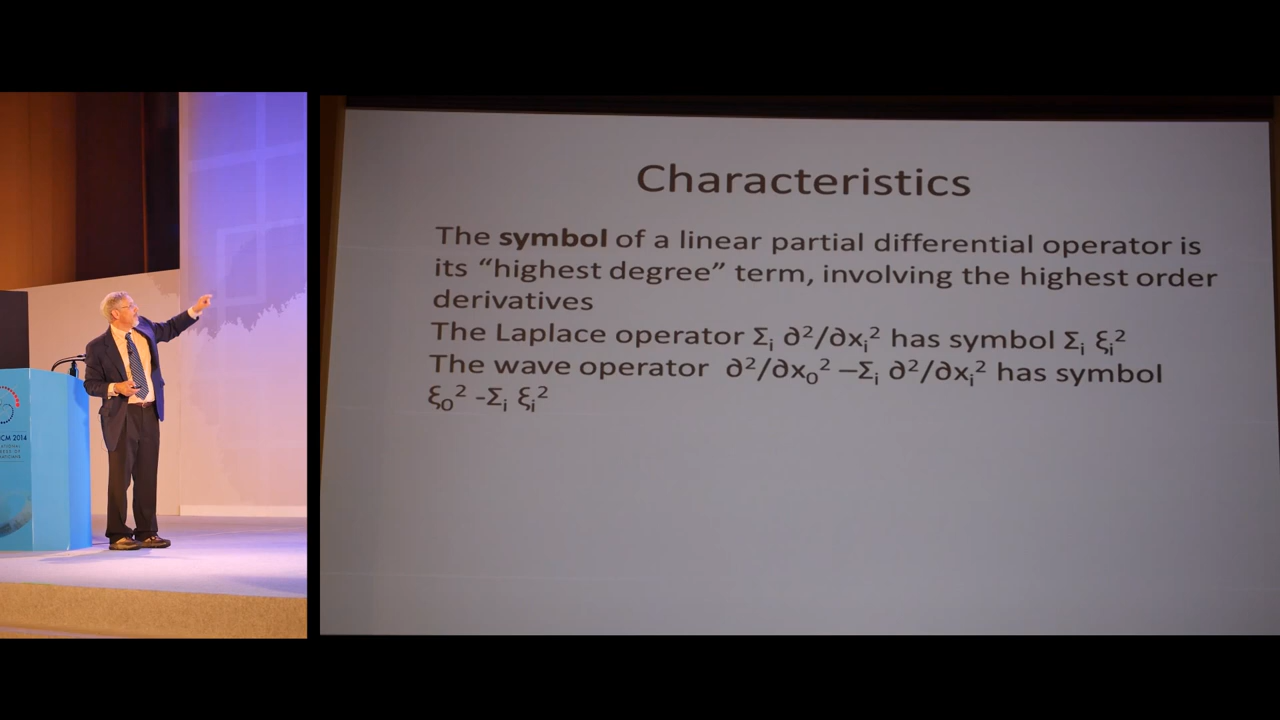 Characteristics
The symbol of a linear partial differential operator is
its “highest degree” term, involving the highest order
derivatives
The Laplace operator Σᵢ ∂²/∂xᵢ² has symbol Σᵢ ξᵢ²
The wave operator ∂²/∂x₀² –Σᵢ ∂²/∂xᵢ² has symbol
ξ₀² -Σᵢ ξᵢ²
CM 2014